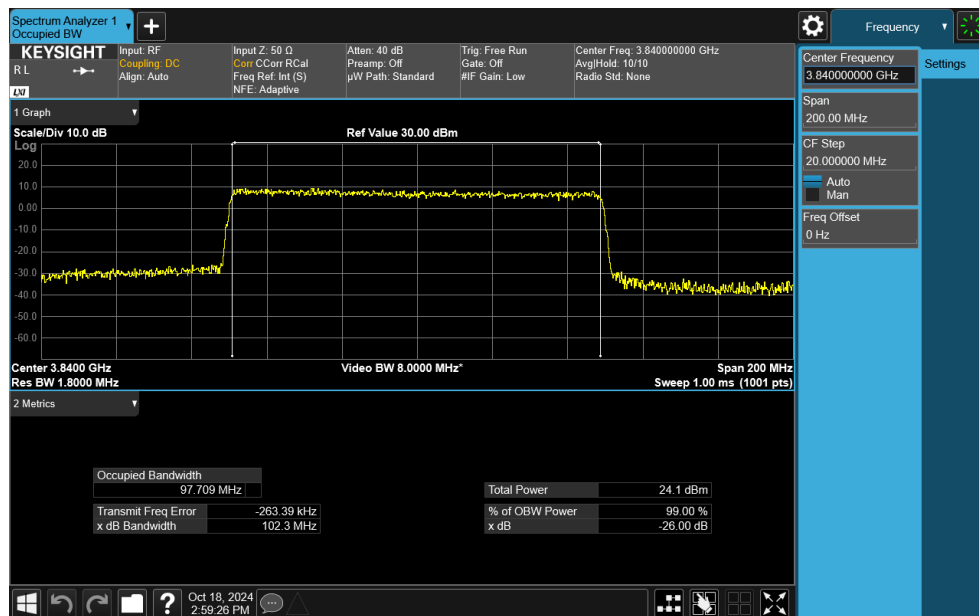 Spectrum Analyzer 1
Occupied BW
+
Frequency
KEYSIGHT
R L
LXI
Input: RF
Coupling: DC
Align: Auto
Input Z: 50 Ω
Corr CCorr RCal
Freq Ref: Int (S)
NFE: Adaptive
Atten: 40 dB
Preamp: Off
µW Path: Standard
Trig: Free Run
Gate: Off
#IF Gain: Low
Center Freq: 3.840000000 GHz
Avg|Hold: 10/10
Radio Std: None
Center Frequency
3.840000000 GHz
Settings
Span
200.00 MHz
CF Step
20.000000 MHz
Auto
Man
Freq Offset
0 Hz
1 Graph
Scale/Div 10.0 dB
Ref Value 30.00 dBm
Log
20.0
10.0
0.00
-10.0
-20.0
-30.0
-40.0
-50.0
-60.0
Center 3.8400 GHz
Video BW 8.0000 MHz*
Span 200 MHz
Res BW 1.8000 MHz
Sweep 1.00 ms (1001 pts)
2 Metrics
Occupied Bandwidth
97.709 MHz
Total Power 24.1 dBm
Transmit Freq Error -263.39 kHz
% of OBW Power 99.00 %
x dB Bandwidth 102.3 MHz
x dB -26.00 dB
?
Oct 18, 2024
2:59:26 PM